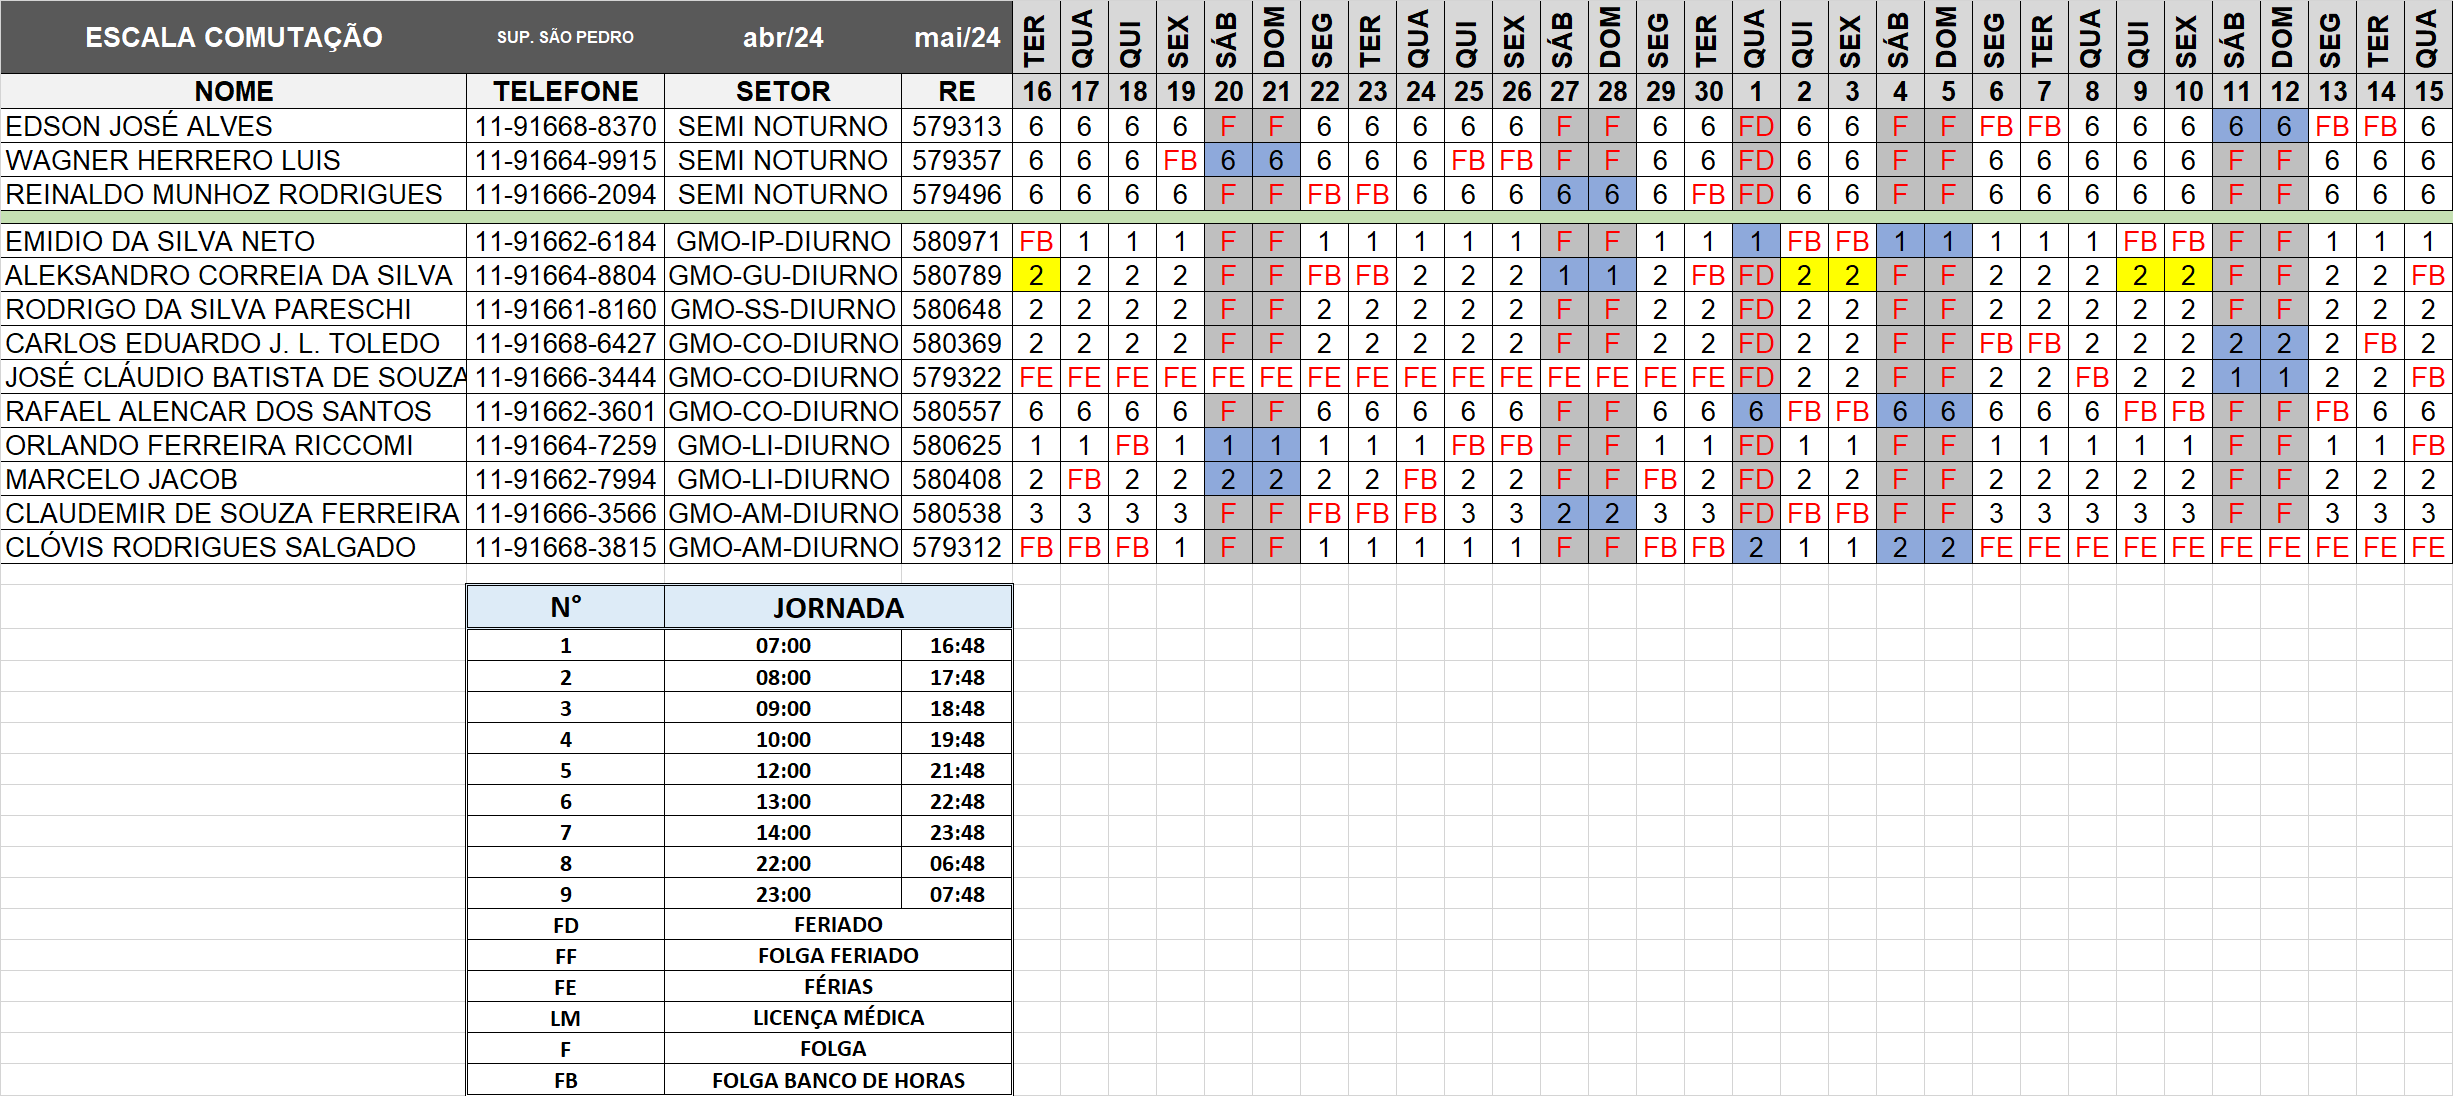 ESCALA COMUTAÇÃO SUP. SÃO PEDRO abr/24 mai/24 TER QUA QUI SEX SÁB DOM SEG TER QUA QUI SEX SÁB DOM SEG TER QUA QUI SEX SÁB DOM SEG TER QUA QUI SEX SÁB DOM SEG TER QUA
NOME TELEFONE SETOR RE 16 17 18 19 20 21 22 23 24 25 26 27 28 29 30 1 2 3 4 5 6 7 8 9 10 11 12 13 14 15
EDSON JOSÉ ALVES 11-91668-8370 SEMI NOTURNO 579313 6 6 6 6 F F 6 6 6 6 6 F F 6 6 FD 6 6 F F FB FB 6 6 6 6 6 FB FB 6
WAGNER HERRERO LUIS 11-91664-9915 SEMI NOTURNO 579357 6 6 6 FB 6 6 6 6 6 FB FB F F 6 6 FD 6 6 F F 6 6 6 6 6 F F 6 6 6
REINALDO MUNHOZ RODRIGUES 11-91666-2094 SEMI NOTURNO 579496 6 6 6 6 F F FB FB 6 6 6 6 6 6 FB FD 6 6 F F 6 6 6 6 6 F F 6 6 6
EMIDIO DA SILVA NETO 11-91662-6184 GMO-IP-DIURNO 580971 FB 1 1 1 F F 1 1 1 1 1 F F 1 1 1 FB FB 1 1 1 1 1 FB FB F F 1 1 1
ALEKSANDRO CORREIA DA SILVA 11-91664-8804 GMO-GU-DIURNO 580789 2 2 2 2 F F FB FB 2 2 2 1 1 2 FB FD 2 2 F F 2 2 2 2 2 F F 2 2 FB
RODRIGO DA SILVA PARESCHI 11-91661-8160 GMO-SS-DIURNO 580648 2 2 2 2 F F 2 2 2 2 2 F F 2 2 FD 2 2 F F 2 2 2 2 2 F F 2 2 2
CARLOS EDUARDO J. L. TOLEDO 11-91668-6427 GMO-CO-DIURNO 580369 2 2 2 2 F F 2 2 2 2 2 F F 2 2 FD 2 2 F F FB FB 2 2 2 2 2 2 FB 2
JOSÉ CLÁUDIO BATISTA DE SOUZA 11-91666-3444 GMO-CO-DIURNO 579322 FE FE FE FE FE FE FE FE FE FE FE FE FE FE FE FD 2 2 F F 2 2 FB 2 2 1 1 2 2 FB
RAFAEL ALENCAR DOS SANTOS 11-91662-3601 GMO-CO-DIURNO 580557 6 6 6 6 F F 6 6 6 6 6 F F 6 6 6 FB FB 6 6 6 6 6 FB FB F F FB 6 6
ORLANDO FERREIRA RICCOMI 11-91664-7259 GMO-LI-DIURNO 580625 1 1 FB 1 1 1 1 1 1 FB FB F F 1 1 FD 1 1 F F 1 1 1 1 1 F F 1 1 FB
MARCELO JACOB 11-91662-7994 GMO-LI-DIURNO 580408 2 FB 2 2 2 2 2 2 FB 2 2 F F FB 2 FD 2 2 F F 2 2 2 2 2 F F 2 2 2
CLAUDEMIR DE SOUZA FERREIRA 11-91666-3566 GMO-AM-DIURNO 580538 3 3 3 3 F F FB FB FB 3 3 2 2 3 3 FD FB FB F F 3 3 3 3 3 F F 3 3 3
CLÓVIS RODRIGUES SALGADO 11-91668-3815 GMO-AM-DIURNO 579312 FB FB FB 1 F F 1 1 1 1 1 F F FB FB 2 1 1 2 2 FE FE FE FE FE FE FE FE FE FE
N° JORNADA
1 07:00 16:48
2 08:00 17:48
3 09:00 18:48
4 10:00 19:48
5 12:00 21:48
6 13:00 22:48
7 14:00 23:48
8 22:00 06:48
9 23:00 07:48
FD FERIADO
FF FOLGA FERIADO
FE FÉRIAS
LM LICENÇA MÉDICA
F FOLGA
FB FOLGA BANCO DE HORAS